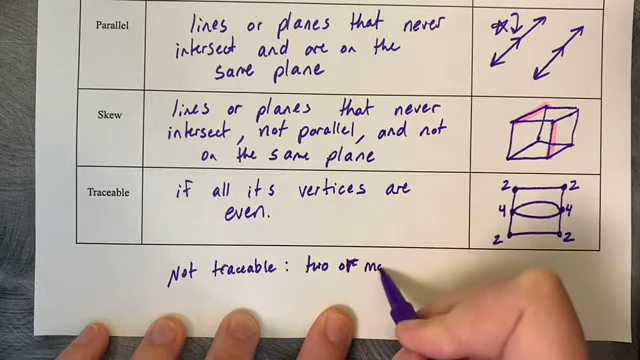 Parallel
lines or planes that never
intersect and are on the
same plane
Skew
lines or planes that never
intersect, not parallel, and not
on the same plane
Traceable
if all its vertices are
even.
2 2
4 4
2 2
Not traceable: two or mo